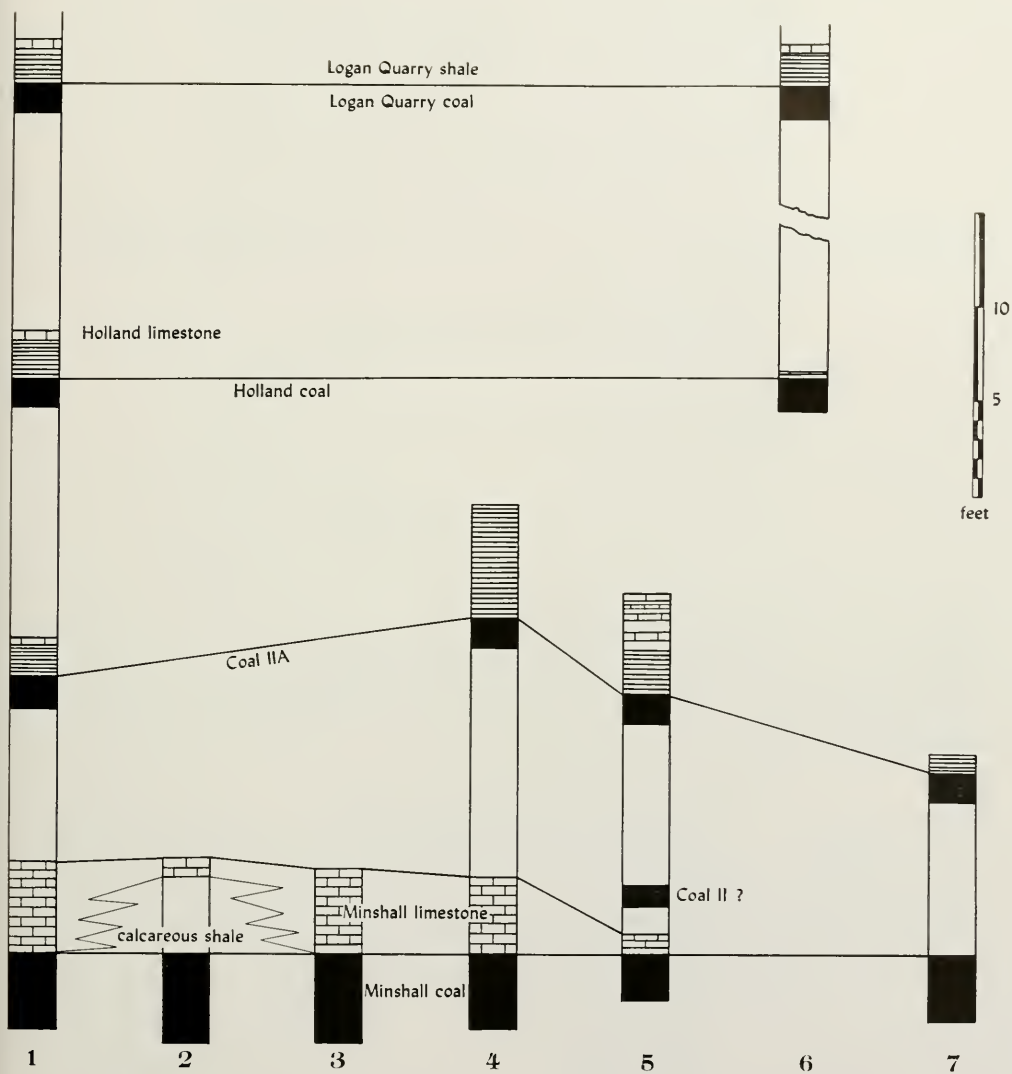 Logan Quarry shale
Logan Quarry coal
10
Holland limestone
Holland coal
5
feet
Coal IIA
Coal II ?
Minshall limestone
calcareous shale
Minshall coal
1 2 3 4 5 6 7